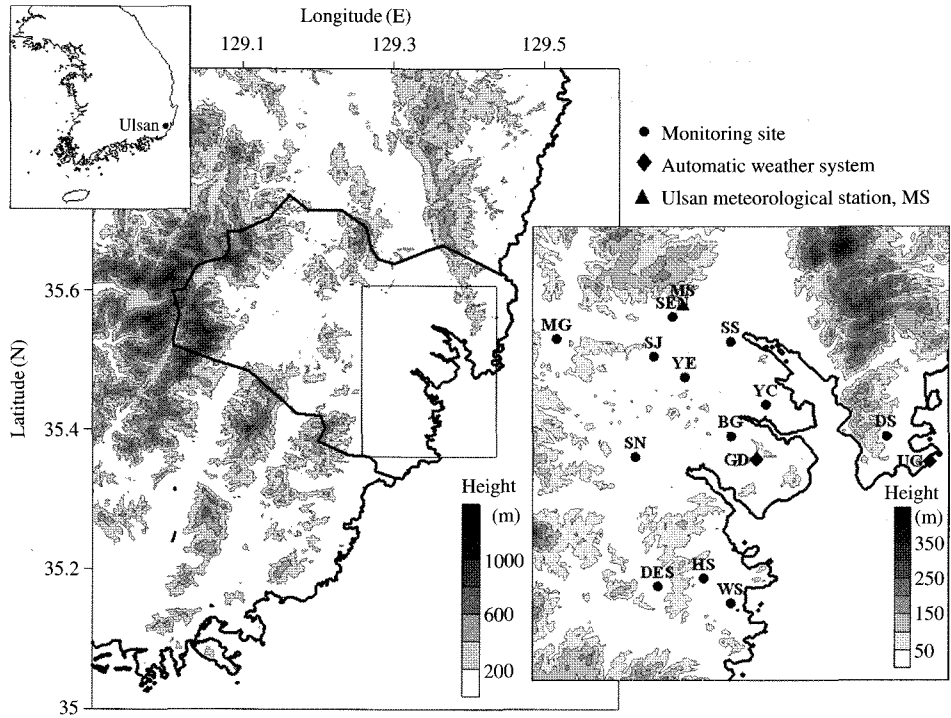 Longitude (E)
129.1 129.3 129.5
Ulsan
Monitoring site
Automatic weather system
Ulsan meteorological station, MS
Latitude (N)
35.6
35.4
35.2
35
Height
(m)
1000
600
200
MS
SEN
MG
SS
SJ
YE
YC
BG
DS
SN
GD
UG
DES
HS
WS
Height
(m)
350
250
150
50